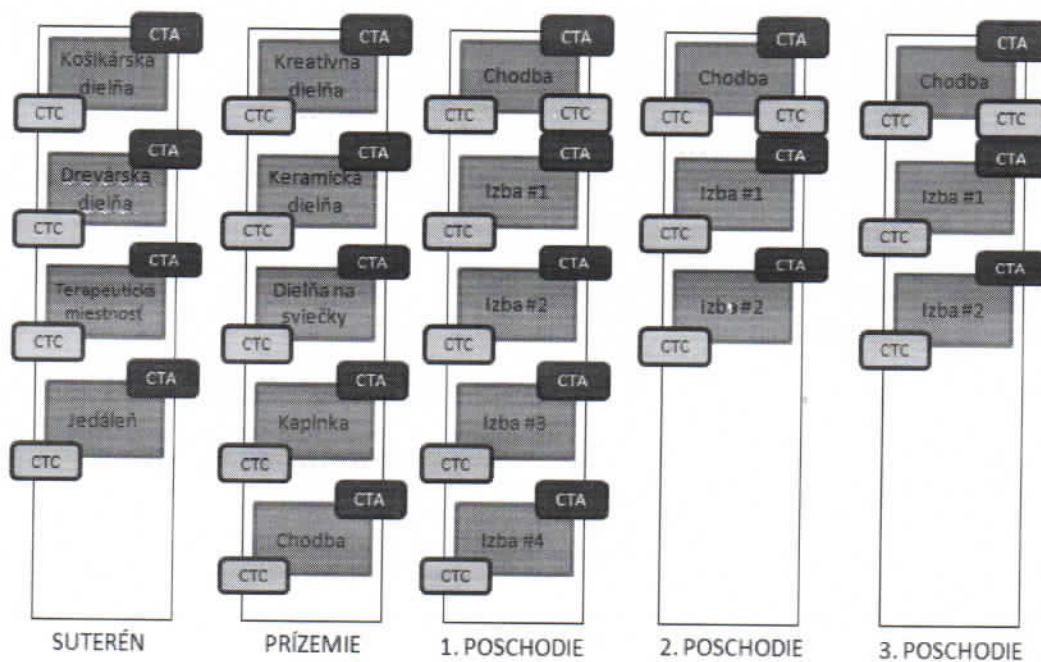 CTA
Košikárska
dielňa
CTC
CTA
Drevárska
dielňa
CTC
CTA
Terapeutická
miestnosť
CTC
CTA
Jedáleň
CTC
SUTERÉN
CTA
Kreatívna
dielňa
CTC
CTA
Keramická
dielňa
CTC
CTA
Dielňa na
sviečky
CTC
CTA
Kaplnka
CTC
CTA
Chodba
CTC
PRÍZEMIE
CTA
Chodba
CTC
CTC
CTA
Izba #1
CTC
CTA
Izba #2
CTC
CTA
Izba #3
CTC
CTA
Izba #4
CTC
1. POSCHODIE
CTA
Chodba
CTC
CTC
CTA
Izba #1
CTC
CTA
Izba #2
CTC
2. POSCHODIE
CTA
Chodba
CTC
CTC
CTA
Izba #1
CTC
CTA
Izba #2
CTC
3. POSCHODIE